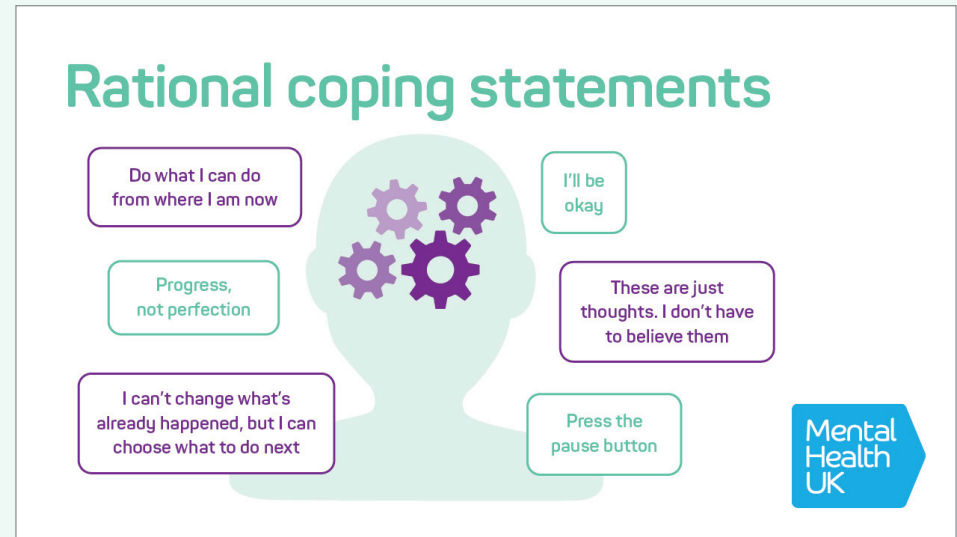 Rational coping statements
Do what I can do
from where I am now
I'll be
okay
Progress,
not perfection
These are just
thoughts. I don't have
to believe them
I can't change what's
already happened, but I can
choose what to do next
Press the
pause button
Mental
Health
UK